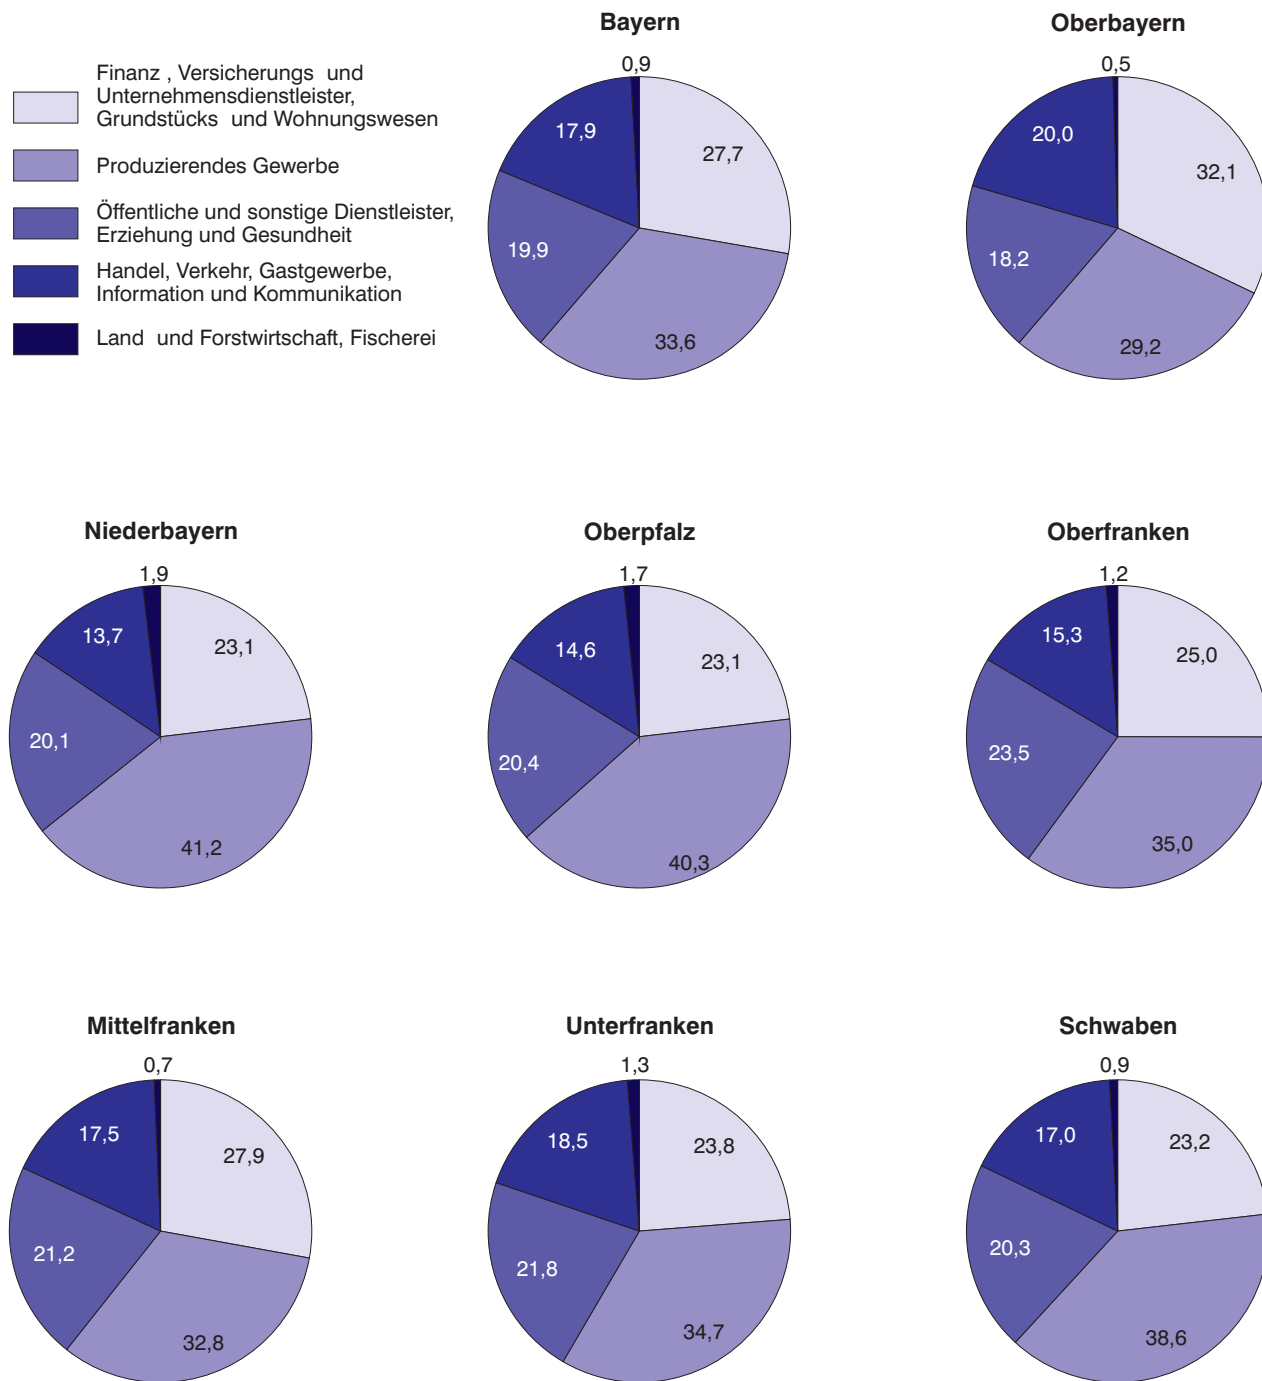 Finanz , Versicherungs  und
Unternehmensdienstleister,
Grundstücks  und Wohnungswesen
Produzierendes Gewerbe
Öffentliche und sonstige Dienstleister,
Erziehung und Gesundheit
Handel, Verkehr, Gastgewerbe,
Information und Kommunikation
Land  und Forstwirtschaft, Fischerei
Bayern
0,9
27,7
33,6
19,9
17,9
Oberbayern
0,5
32,1
29,2
18,2
20,0
Niederbayern
1,9
23,1
41,2
20,1
13,7
Oberpfalz
1,7
23,1
40,3
20,4
14,6
Oberfranken
1,2
25,0
35,0
23,5
15,3
Mittelfranken
0,7
27,9
32,8
21,2
17,5
Unterfranken
1,3
23,8
34,7
21,8
18,5
Schwaben
0,9
23,2
38,6
20,3
17,0